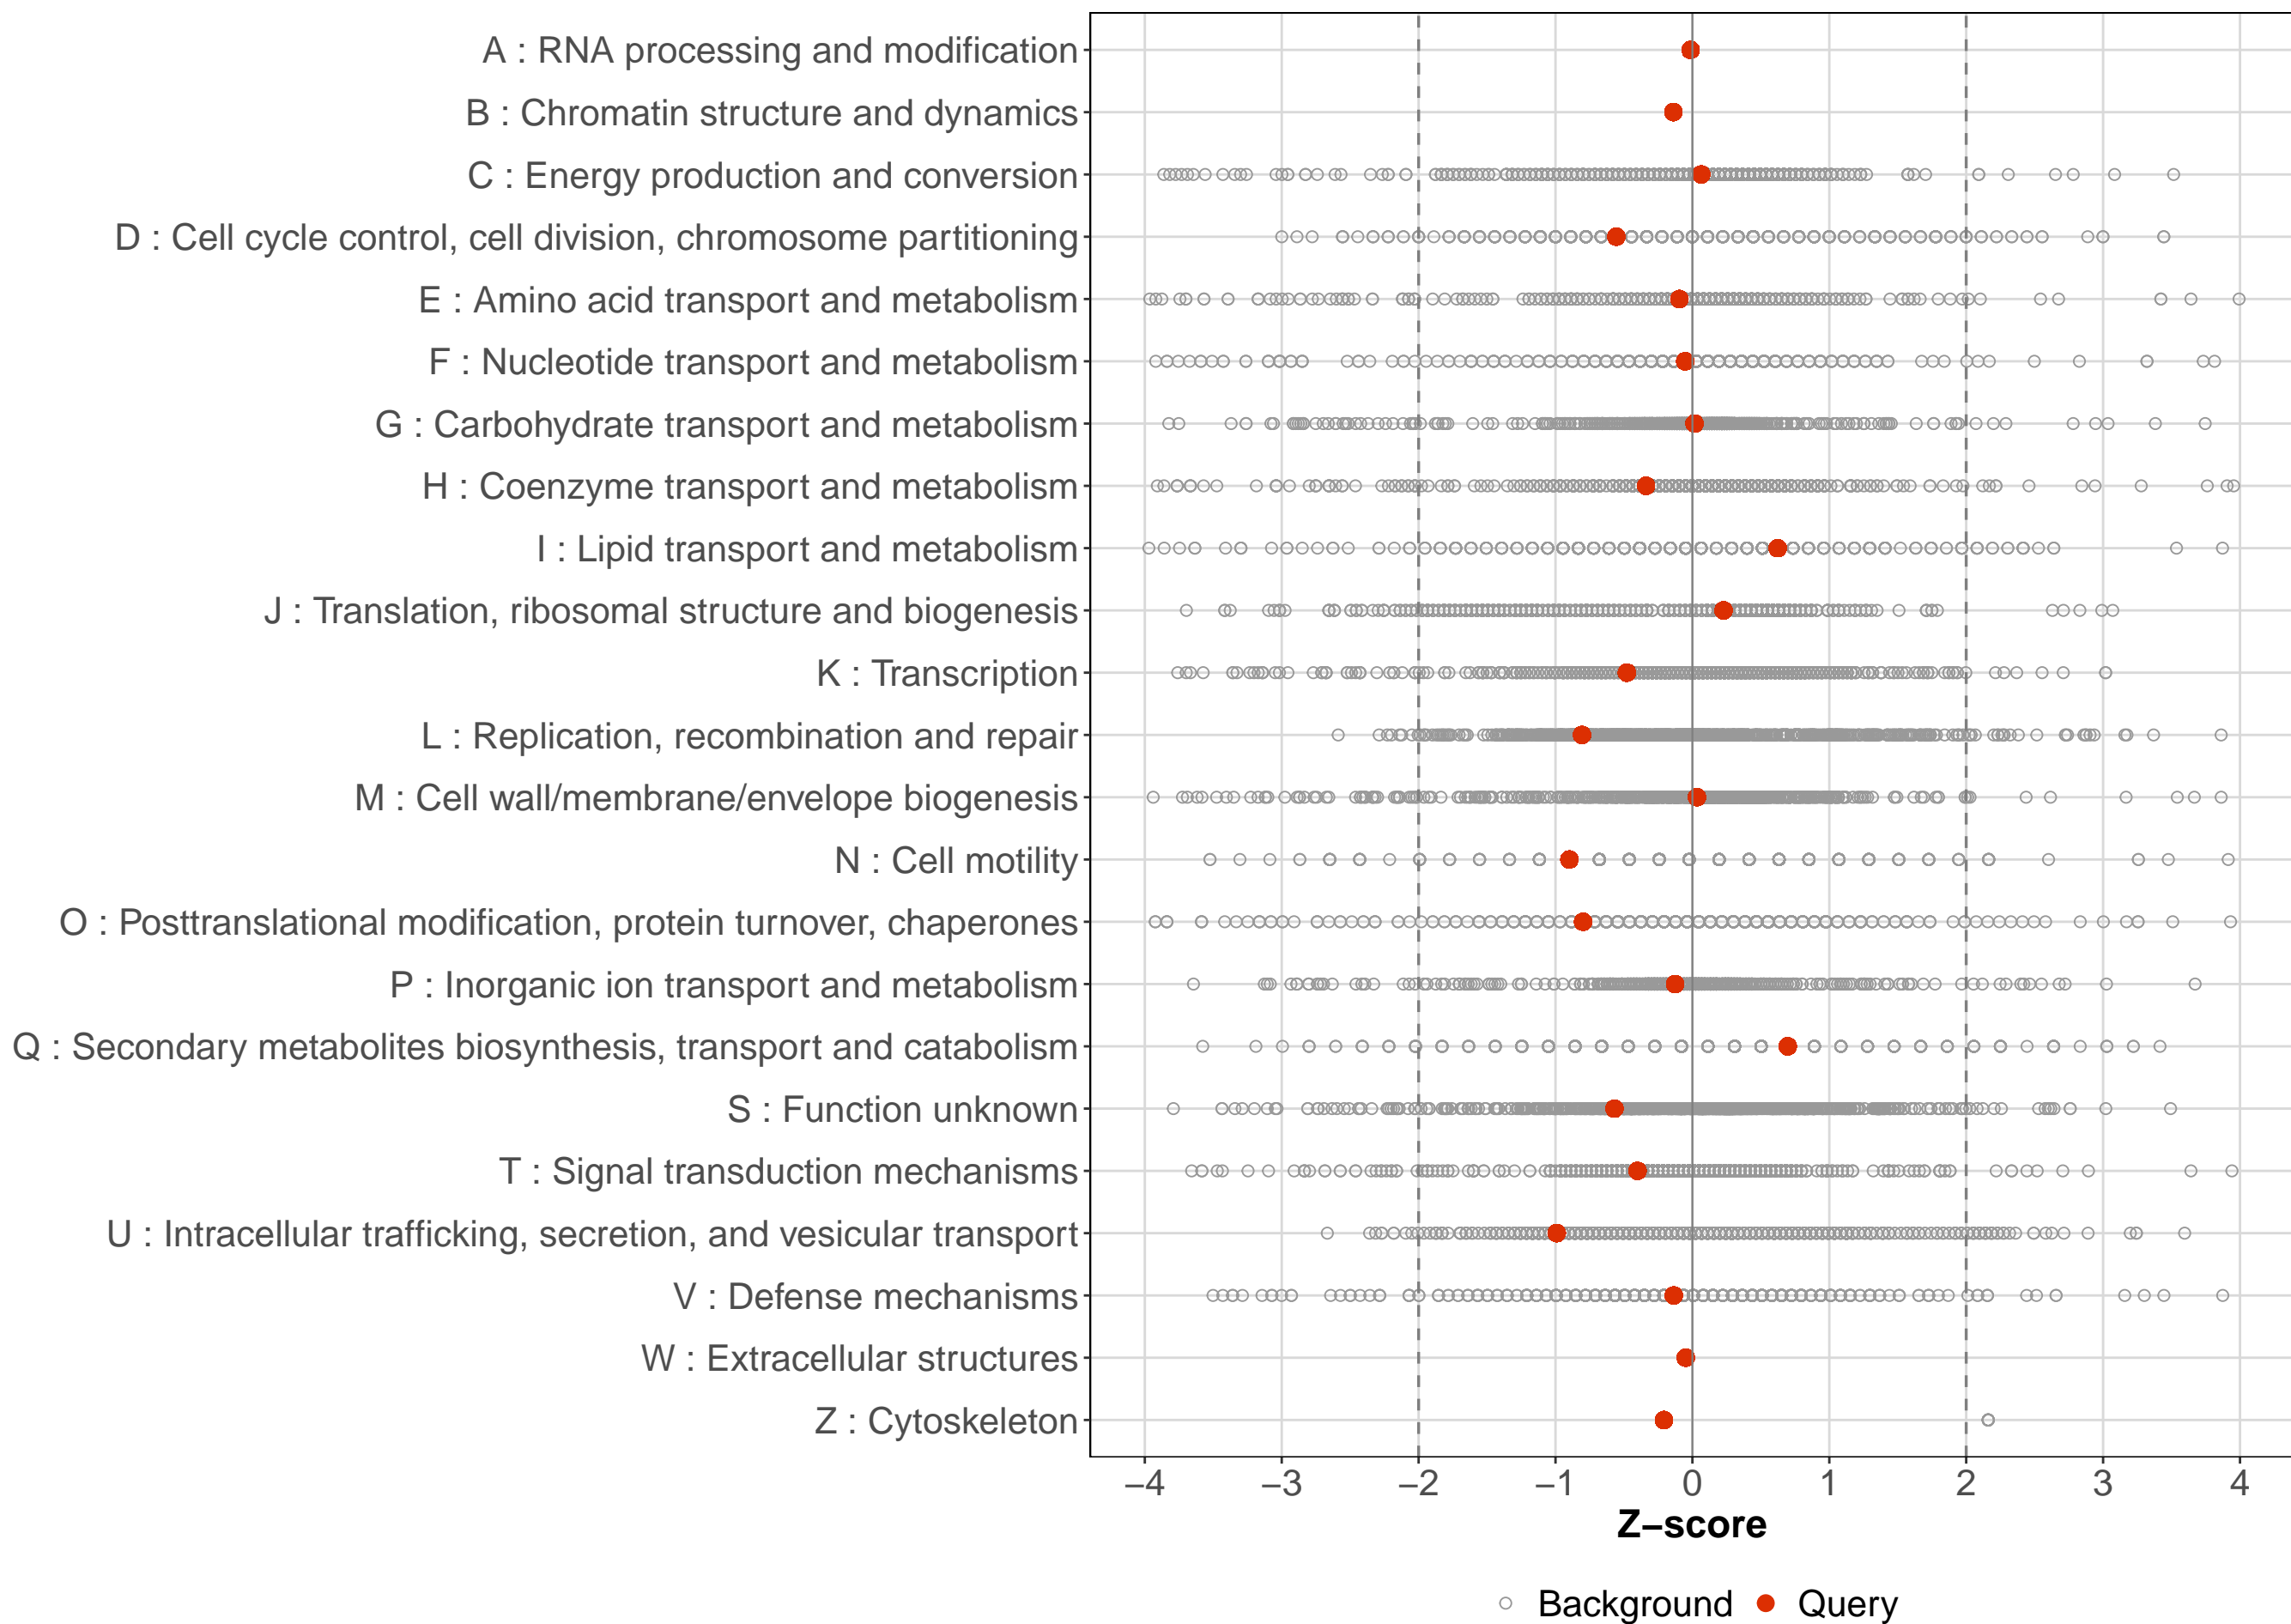 A : RNA processing and modification
B : Chromatin structure and dynamics
C : Energy production and conversion
D : Cell cycle control, cell division, chromosome partitioning
E : Amino acid transport and metabolism
F : Nucleotide transport and metabolism
G : Carbohydrate transport and metabolism
H : Coenzyme transport and metabolism
I : Lipid transport and metabolism
J : Translation, ribosomal structure and biogenesis
K : Transcription
L : Replication, recombination and repair
M : Cell wall/membrane/envelope biogenesis
N : Cell motility
O : Posttranslational modification, protein turnover, chaperones
P : Inorganic ion transport and metabolism
Q : Secondary metabolites biosynthesis, transport and catabolism
S : Function unknown
T : Signal transduction mechanisms
U : Intracellular trafficking, secretion, and vesicular transport
V : Defense mechanisms
W : Extracellular structures
Z : Cytoskeleton
−4 −3 −2 −1 0 1 2 3 4
Z−score
Background Query